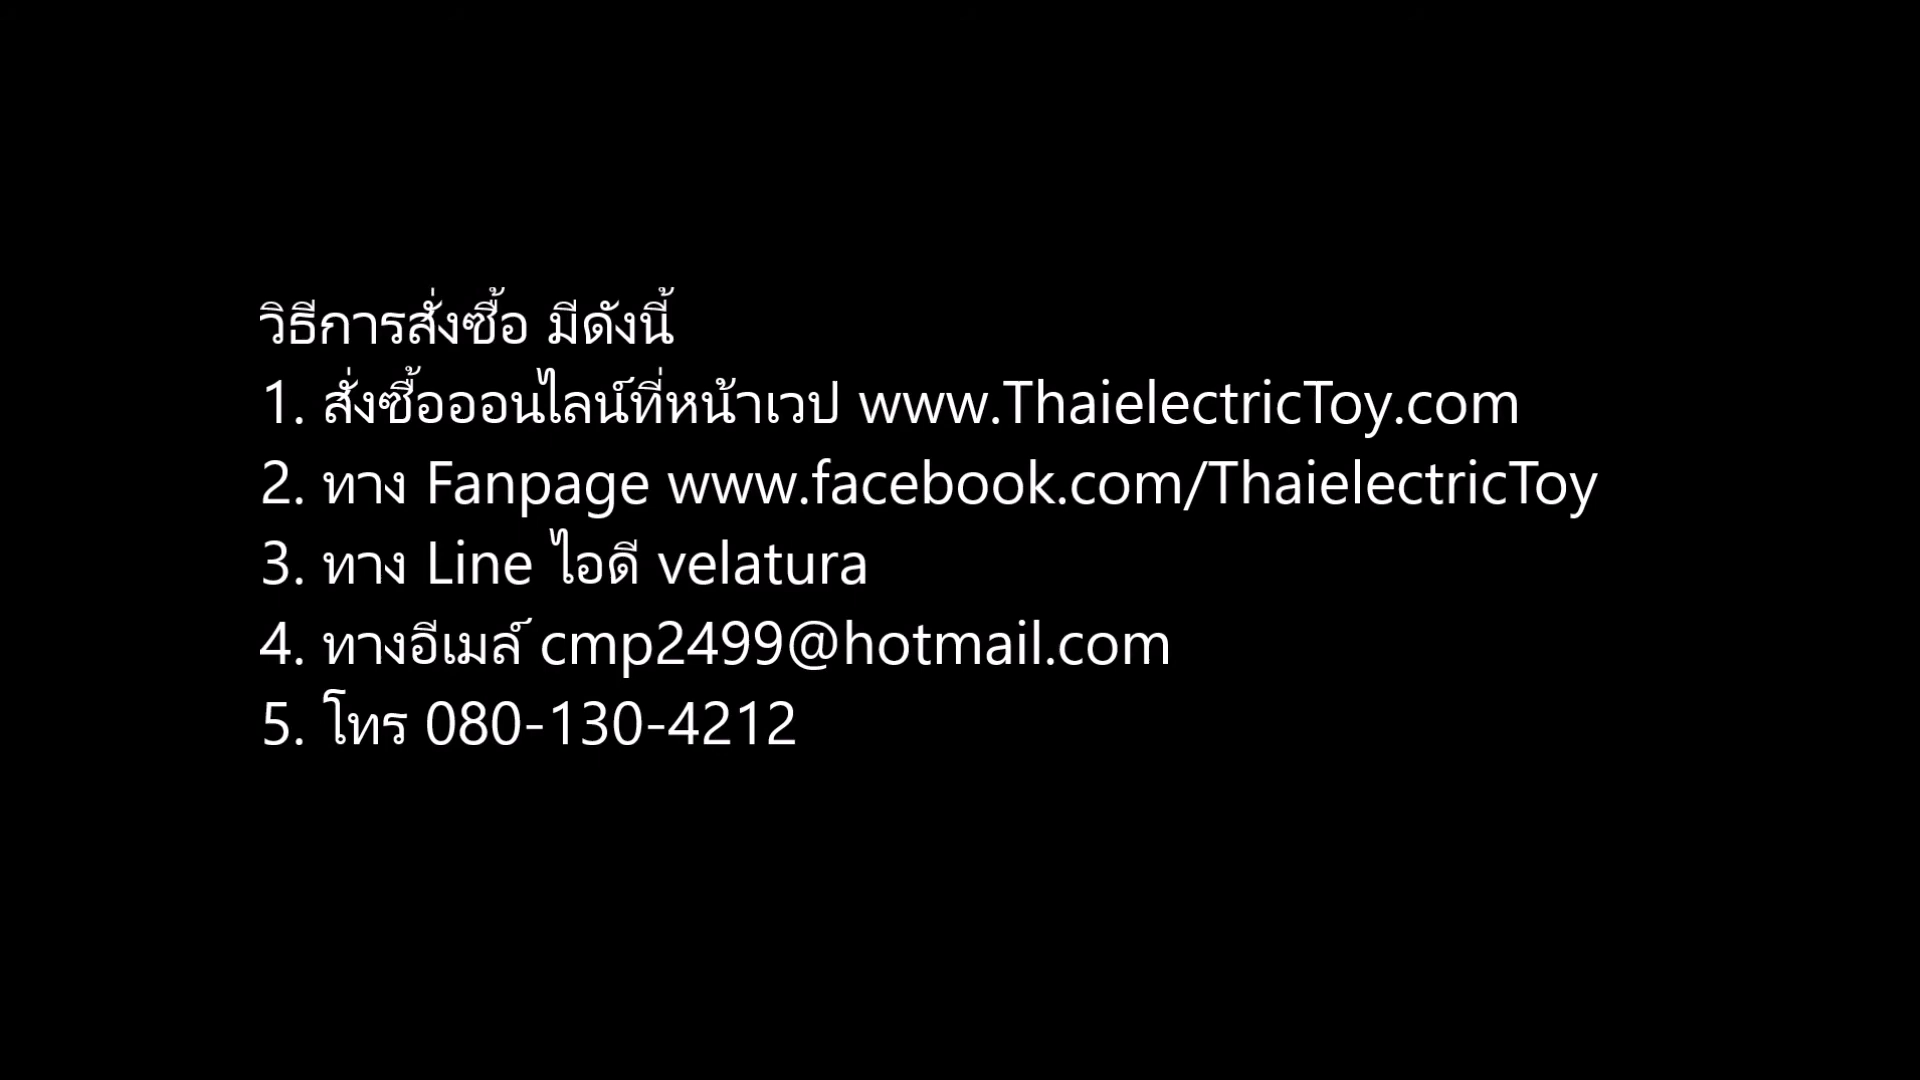 วิธีการสั่งซื้อ มีดังนี้
1. สั่งซื้อออนไลน์ที่หน้าเวป www.ThaielectricToy.com
2. ทาง Fanpage www.facebook.com/ThaielectricToy
3. ทาง Line ไอดี velatura
4. ทางอีเมล์ cmp2499@hotmail.com
5. โทร 080-130-4212